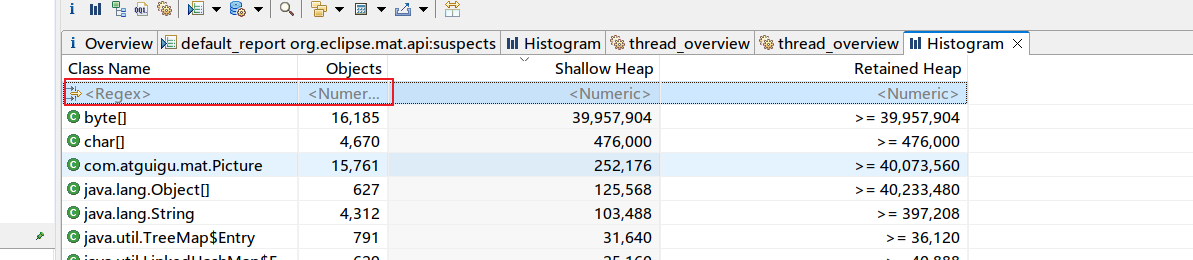 Overview default_report org.eclipse.mat.api:suspects Histogram thread_overview thread_overview Histogram
Class Name Objects Shallow Heap Retained Heap
<Regex> <Numer... <Numeric> <Numeric>
byte[] 16,185 39,957,904 >= 39,957,904
char[] 4,670 476,000 >= 476,000
com.atguigu.mat.Picture 15,761 252,176 >= 40,073,560
java.lang.Object[] 627 125,568 >= 40,233,480
java.lang.String 4,312 103,488 >= 397,208
java.util.TreeMap$Entry 791 31,640 >= 36,120